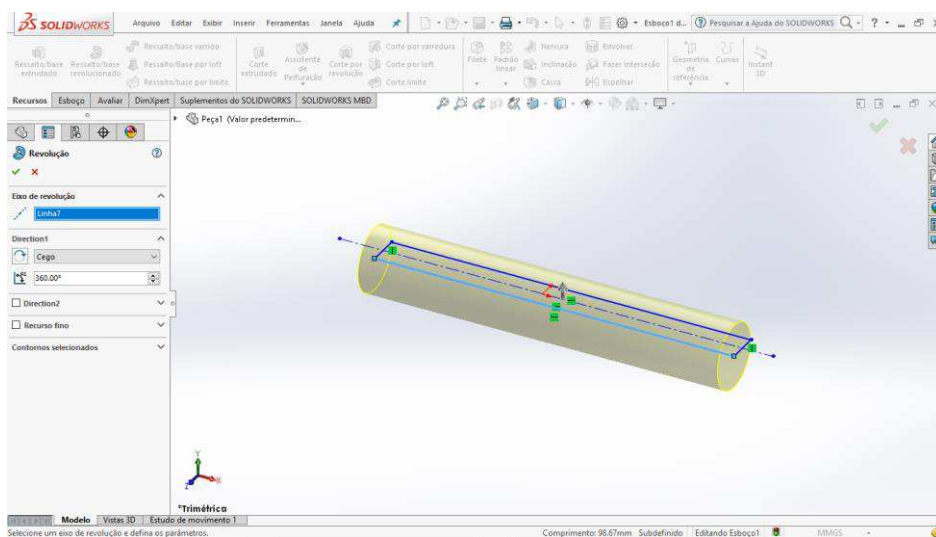 SOLIDWORKS Arquivo Editar Exibir Inserir Ferramentas Janela Ajuda Esboco1 d... Pesquisar a Ajuda do SOLIDWORKS
Ressalto/base extrudado
Ressalto/base revolucionado
Ressalto/base varrido
Ressalto/base por loft
Ressalto/base por limite
Corte extrudado
Assistente de Perfuração
Corte por revolução
Corte por varredura
Corte por loft
Corte limite
Filete
Padrão linear
Nervura
Inclinação
Casca
Envolver
Fazer interseção
Espelhar
Geometria de referência
Curvas
Instant 3D
Recursos Esboço Avaliar DimXpert Suplementos do SOLIDWORKS SOLIDWORKS MBD
Peça1 (Valor predetermin...
Revolução
Eixo de revolução
Linha7
Direction1
Cego
360.00°
Direction2
Recurso fino
Contornos selecionados
Y
X
Z
*Trimétrica
Modelo Vistas 3D Estudo de movimento 1
Selecione um eixo de revolução e defina os parâmetros. Comprimento: 98.67mm Subdefinido Editando Esboço1 MMGS